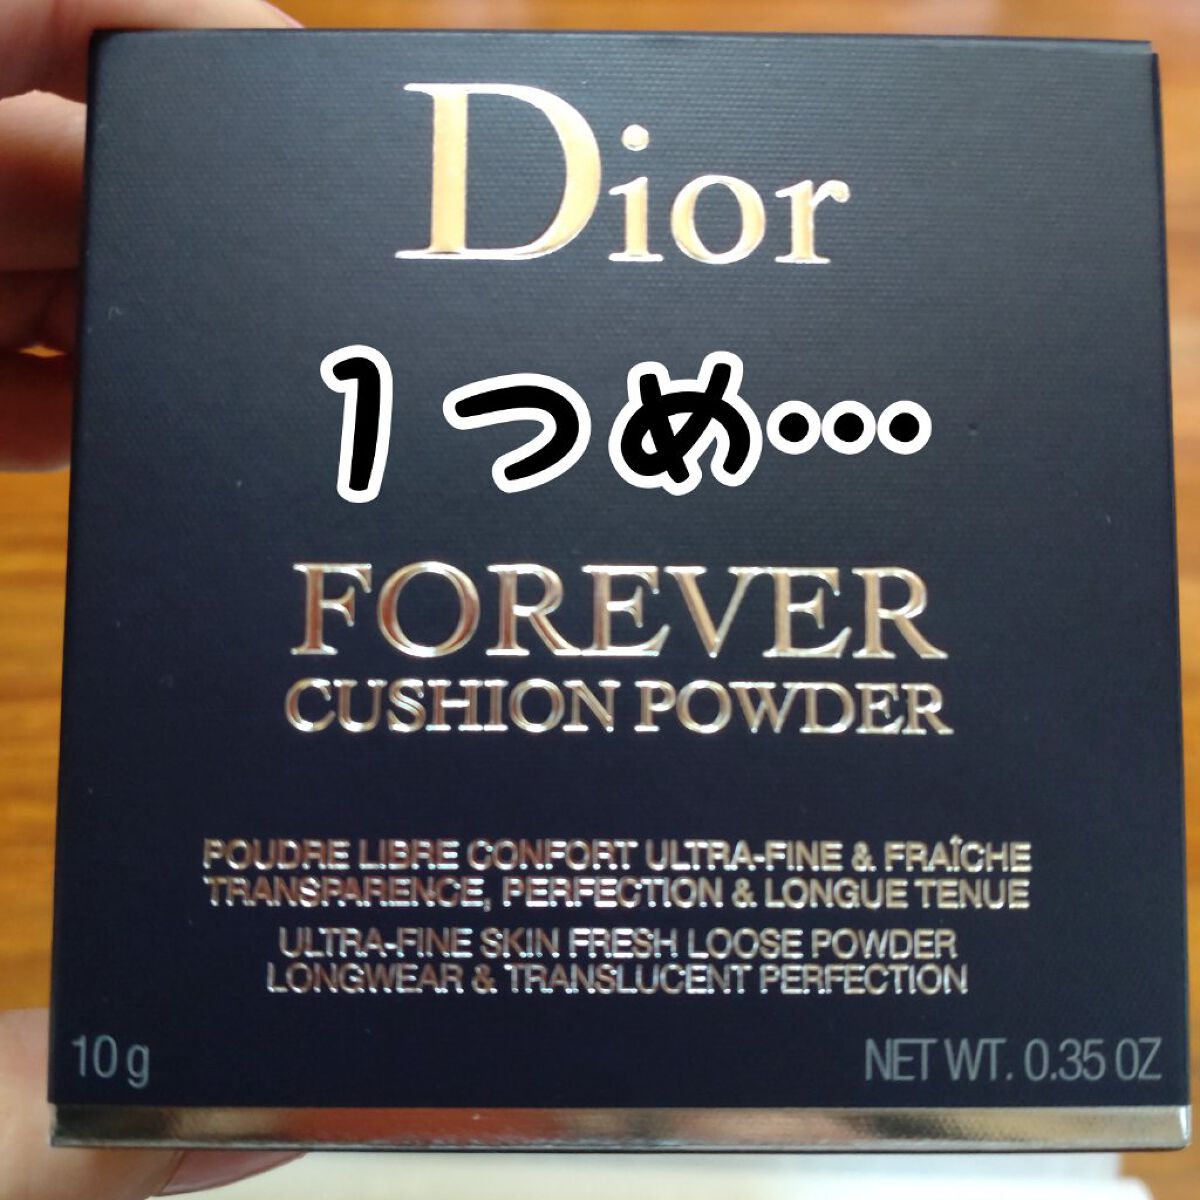 Dior
1つめ…
FOREVER
CUSHION POWDER
POUDRE LIBRE CONFORT ULTRA-FINE & FRAÎCHE
TRANSPARENCE, PERFECTION & LONGUE TENUE
ULTRA-FINE SKIN FRESH LOOSE POWDER
LONGWEAR & TRANSLUCENT PERFECTION
10 g
NET WT. 0.35 OZ